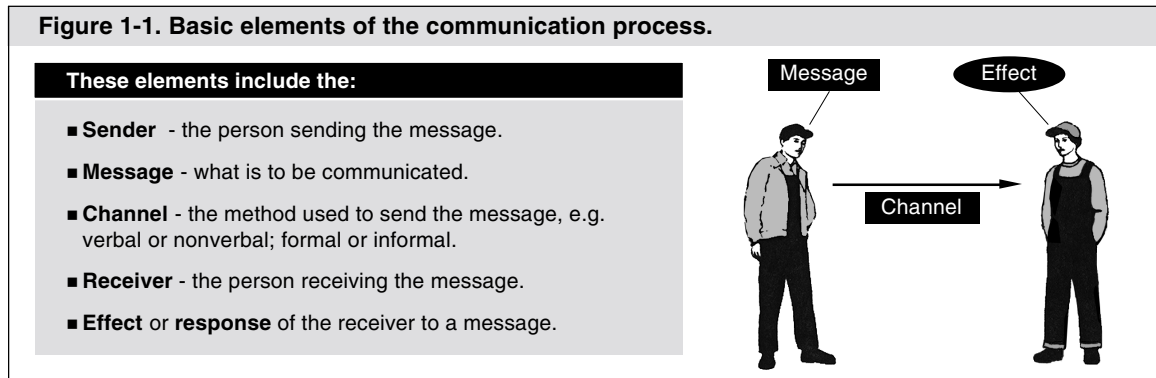 Figure 1-1. Basic elements of the communication process.
These elements include the:
■ Sender - the person sending the message.
■ Message - what is to be communicated.
■ Channel - the method used to send the message, e.g.
verbal or nonverbal; formal or informal.
■ Receiver - the person receiving the message.
■ Effect or response of the receiver to a message.
Message
Effect
Channel